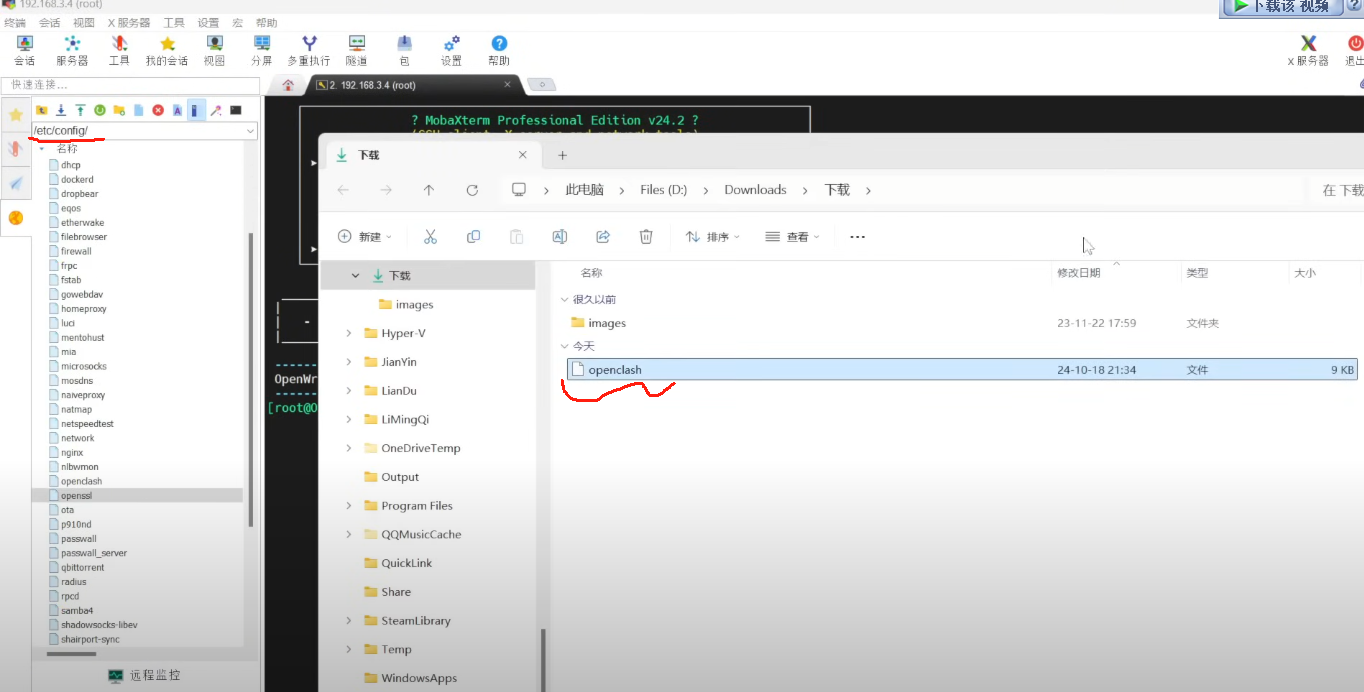 192.168.3.4 (root)
下载该 视频
终端 会话 视图 X 服务器 工具 设置 宏 帮助
会话 服务器 工具 我的会话 视图 分屏 多重执行 隧道 包 设置 帮助 X 服务器 退出
快速连接...
2. 192.168.3.4 (root)
/etc/config/
名称
dhcp
dockerd
dropbear
eqos
etherwake
filebrowser
firewall
frpc
fstab
gowebdav
homeproxy
luci
mentohust
mia
microsocks
mosdns
naiveproxy
natmap
netspeedtest
network
nginx
nlbwmon
openclash
openssl
ota
p910nd
passwall
passwall_server
qbittorrent
radius
rpcd
samba4
shadowsocks-libev
shairport-sync
远程监控
? MobaXterm Professional Edition v24.2 ?
OpenWr
[root@O
下载
此电脑 > Files (D:) > Downloads > 下载 >
在 下载
新建 排序 查看 ...
下载
images
Hyper-V
JianYin
LianDu
LiMingQi
OneDriveTemp
Output
Program Files
QQMusicCache
QuickLink
Share
SteamLibrary
Temp
WindowsApps
名称 修改日期 类型 大小
很久以前
images 23-11-22 17:59 文件夹
今天
openclash 24-10-18 21:34 文件 9 KB